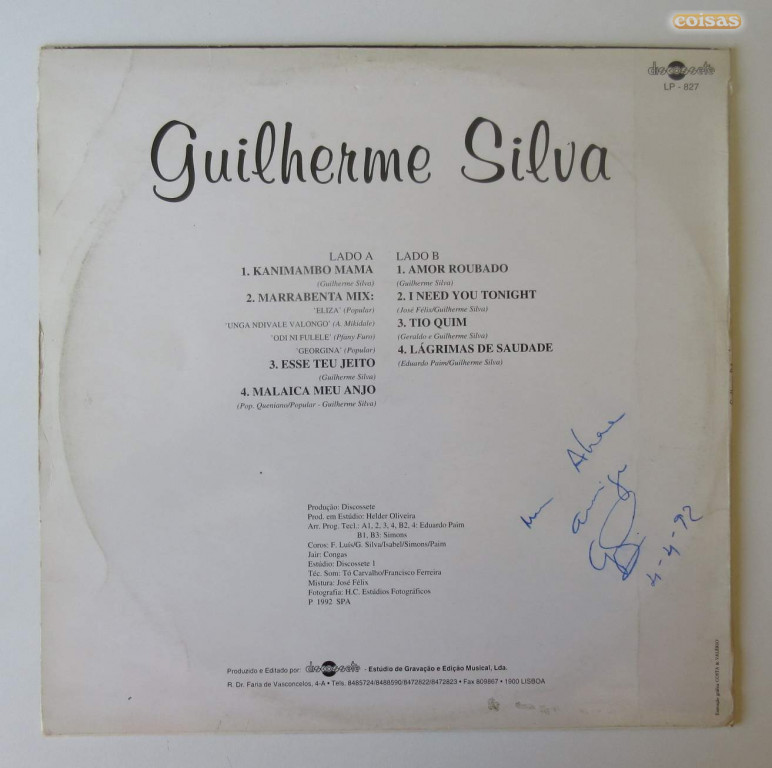 coisas
discossete
LP - 827
Guilherme Silva
LADO A
1. KANIMAMBO MAMA
(Guilherme Silva)
2. MARRABENTA MIX:
'ELIZA' (Popular)
'UNGA NDIVALE VALONGO' (A. Mikidale)
'ODI NI FULELE' (Pfany Furo)
'GEORGINA' (Popular)
3. ESSE TEU JEITO
(Guilherme Silva)
4. MALAICA MEU ANJO
(Pop. Queniano/Popular - Guilherme Silva)
LADO B
1. AMOR ROUBADO
(Guilherme Silva)
2. I NEED YOU TONIGHT
(José Félix/Guilherme Silva)
3. TIO QUIM
(Geraldo e Guilherme Silva)
4. LÁGRIMAS DE SAUDADE
(Eduardo Paim/Guilherme Silva)
Produção: Discossete
Prod. em Estúdio: Helder Oliveira
Arr. Prog. Tecl.: A1, 2, 3, 4, B2, 4: Eduardo Paim
B1, B3: Simons
Coros: F. Luis/G. Silva/Isabel/Simons/Paim
Jair: Congas
Estúdio: Discossete 1
Téc. Som: Tó Carvalho/Francisco Ferreira
Mistura: José Félix
Fotografia: H.C. Estúdios Fotográficos
P 1992 SPA
um
amigo
4-4-92
Produzido e Editado por: discossete - Estúdio de Gravação e Edição Musical, Lda.
R. Dr. Faria de Vasconcelos, 4-A • Tels. 8485724/8488590/8472822/8472823 • Fax 809867 • 1900 LISBOA